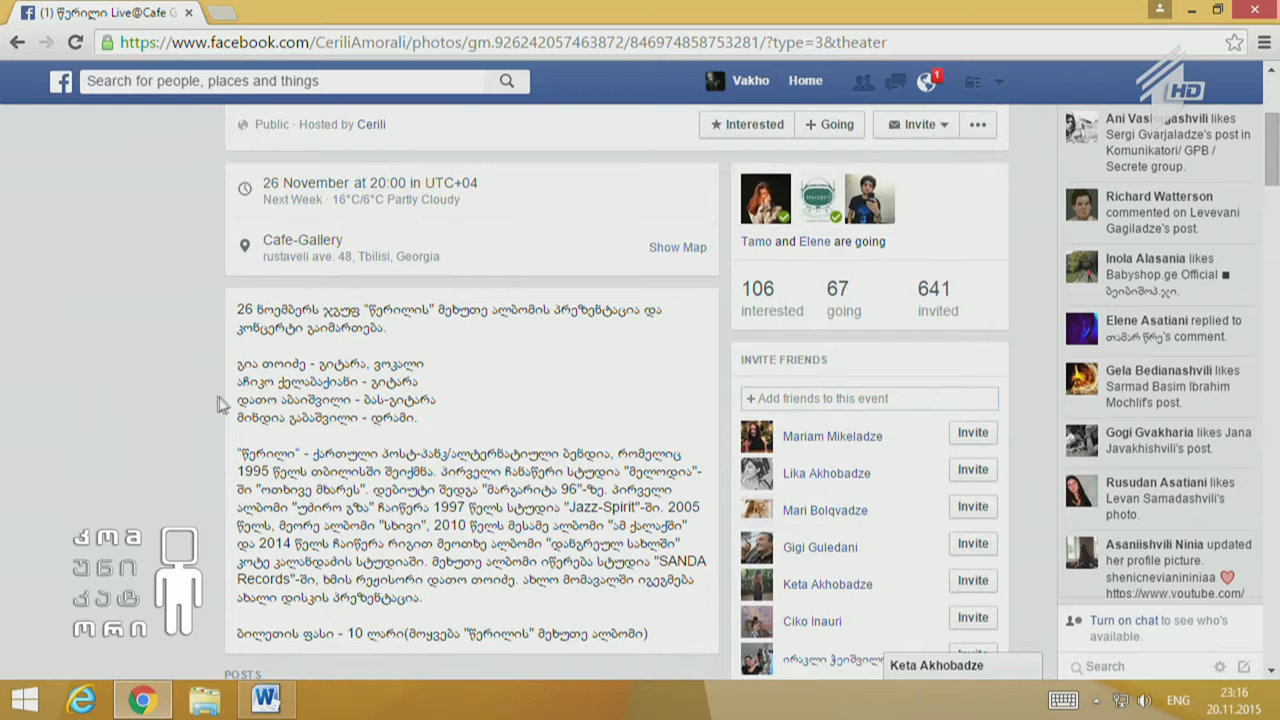 (1) წერილი Live@Cafe G
https://www.facebook.com/CeriliAmorali/photos/gm.926242057463872/846974858753281/?type=3&theater
Search for people, places and things
Vakho
Home
1
HD
Public · Hosted by Cerili
★ Interested
+ Going
Invite
26 November at 20:00 in UTC+04
Next Week · 16°C/6°C Partly Cloudy
Cafe-Gallery
rustaveli ave. 48, Tbilisi, Georgia
Show Map
26 ნოემბერს ჯგუფ "წერილის" მეხუთე ალბომის პრეზენტაცია და
კონცერტი გაიმართება.
გია თოიძე - გიტარა, ვოკალი
აჩიკო ქელაბაქიანი - გიტარა
დათო აბაიშვილი - ბას-გიტარა
მინდია გაბაშვილი - დრამი.
"წერილი" - ქართული პოსტ-პანკ/ალტერნატიული ბენდია, რომელიც
1995 წელს თბილისში შეიქმნა. პირველი ჩანაწერი სტუდია "მელოდია"-
ში "ოთხივე მხარეს". დებიუტი შედგა "მარგარიტა 96"-ზე. პირველი
ალბომი "უძირო გზა" ჩაიწერა 1997 წელს სტუდია "Jazz-Spirit"-ში. 2005
წელს, მეორე ალბომი "სხივი", 2010 წელს მესამე ალბომი "ამ ქალაქში"
და 2014 წელს ჩაიწერა რიგით მეოთხე ალბომი "დანგრეულ სახლში"
კოტე კალანდაძის სტუდიაში. მეხუთე ალბომი იწერება სტუდია "SANDA
Records"-ში, ხმის რეჟისორი დათო თოიძე. ახლო მომავალში იგეგმება
ახალი დისკის პრეზენტაცია.
ბილეთის ფასი - 10 ლარი(მოყვება "წერილის" მეხუთე ალბომი)
POSTS
Tamo and Elene are going
106 67 641
interested going invited
INVITE FRIENDS
+ Add friends to this event
Mariam Mikeladze Invite
Lika Akhobadze Invite
Mari Bolqvadze Invite
Gigi Guledani Invite
Keta Akhobadze Invite
Ciko Inauri Invite
ირაკლი ჭეიშვილი
Keta Akhobadze
Ani Vashagashvili likes
Sergi Gvarjaladze's post in
Komunikatori/ GPB /
Secrete group.
Richard Watterson
commented on Levevani
Gagiladze's post.
Inola Alasania likes
Babyshop.ge Official ■
ბეიბიშოპ.ჯი.
Elene Asatiani replied to
თამარ წრე's comment.
Gela Bedianashvili likes
Sarmad Basim Ibrahim
Mochlif's post.
Gogi Gvakharia likes Jana
Javakhishvili's post.
Rusudan Asatiani likes
Levan Samadashvili's
photo.
Asaniishvili Ninia updated
her profile picture.
shenicnevianininiaa
https://www.youtube.com/
Turn on chat to see who's
available.
Search
კომ
უნი
კატ
ორი
ENG
23:16
20.11.2015